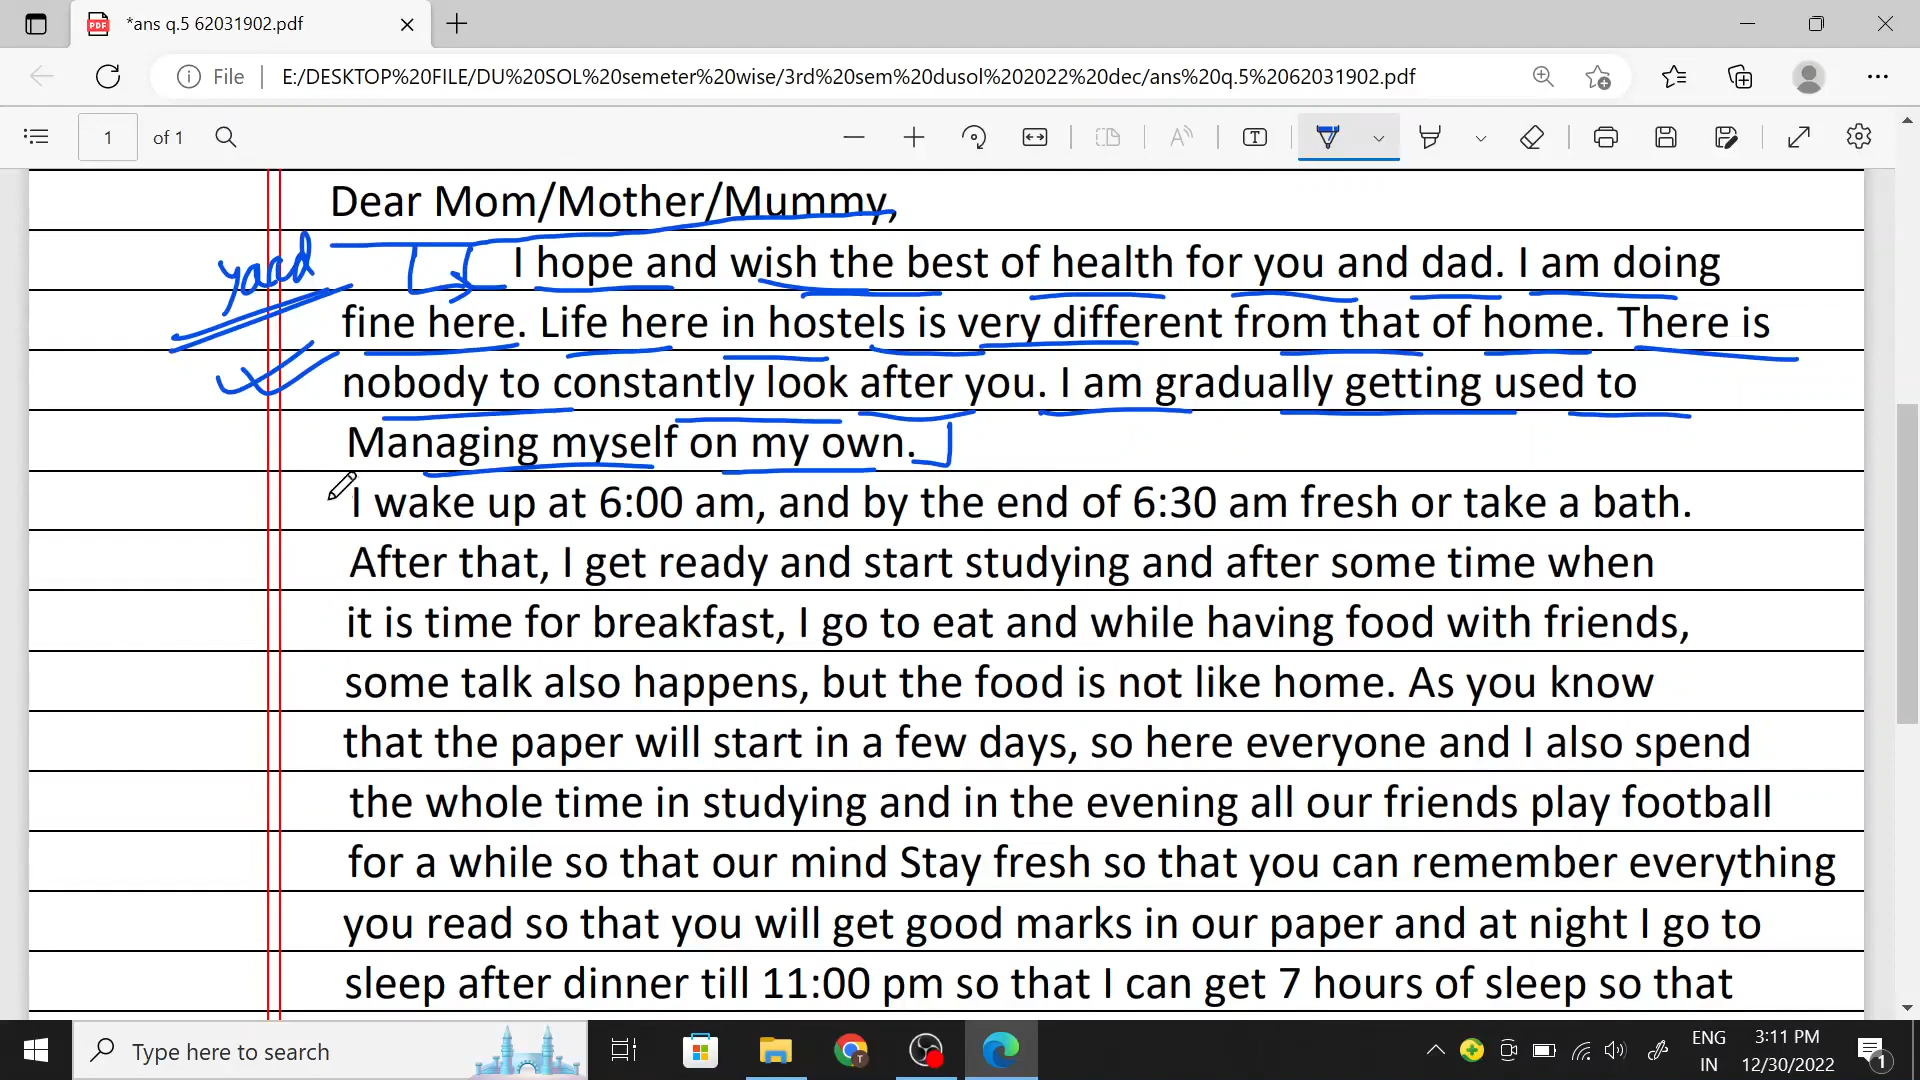 *ans q.5 62031902.pdf
File
E:/DESKTOP%20FILE/DU%20SOL%20semeter%20wise/3rd%20sem%20dusol%202022%20dec/ans%20q.5%2062031902.pdf
1 of 1
Dear Mom/Mother/Mummy,
yaad
I hope and wish the best of health for you and dad. I am doing
fine here. Life here in hostels is very different from that of home. There is
nobody to constantly look after you. I am gradually getting used to
Managing myself on my own.
I wake up at 6:00 am, and by the end of 6:30 am fresh or take a bath.
After that, I get ready and start studying and after some time when
it is time for breakfast, I go to eat and while having food with friends,
some talk also happens, but the food is not like home. As you know
that the paper will start in a few days, so here everyone and I also spend
the whole time in studying and in the evening all our friends play football
for a while so that our mind Stay fresh so that you can remember everything
you read so that you will get good marks in our paper and at night I go to
sleep after dinner till 11:00 pm so that I can get 7 hours of sleep so that
Type here to search
ENG
IN
3:11 PM
12/30/2022
1